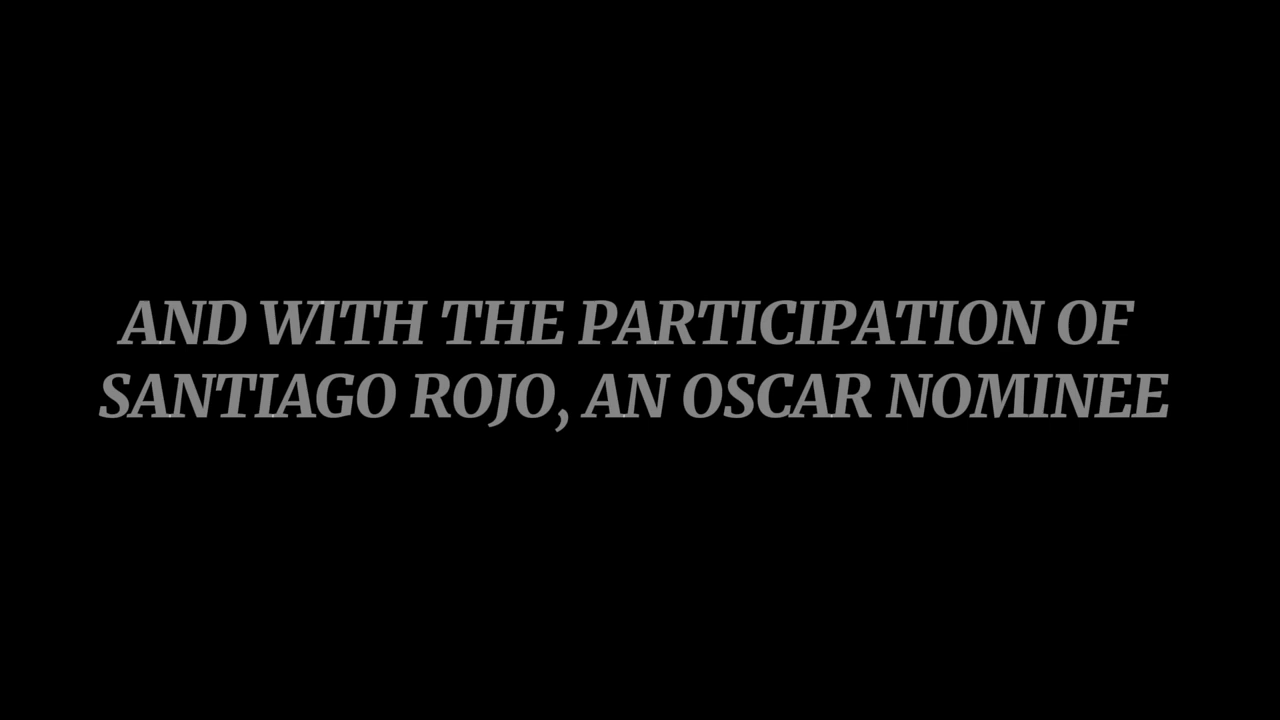 AND WITH THE PARTICIPATION OF
SANTIAGO ROJO, AN OSCAR NOMINEE